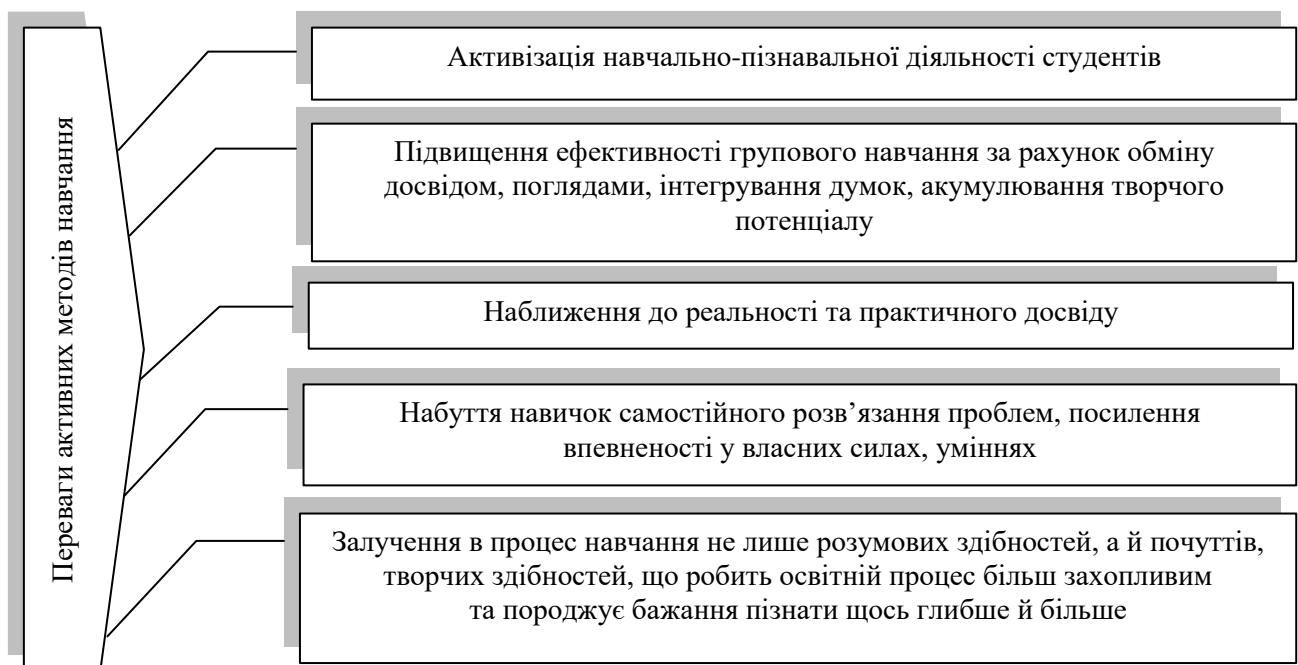 Переваги активних методів навчання
Активізація навчально-пізнавальної діяльності студентів
Підвищення ефективності групового навчання за рахунок обміну
досвідом, поглядами, інтегрування думок, акумулювання творчого
потенціалу
Наближення до реальності та практичного досвіду
Набуття навичок самостійного розв’язання проблем, посилення
впевненості у власних силах, уміннях
Залучення в процес навчання не лише розумових здібностей, а й почуттів,
творчих здібностей, що робить освітній процес більш захопливим
та породжує бажання пізнати щось глибше й більше